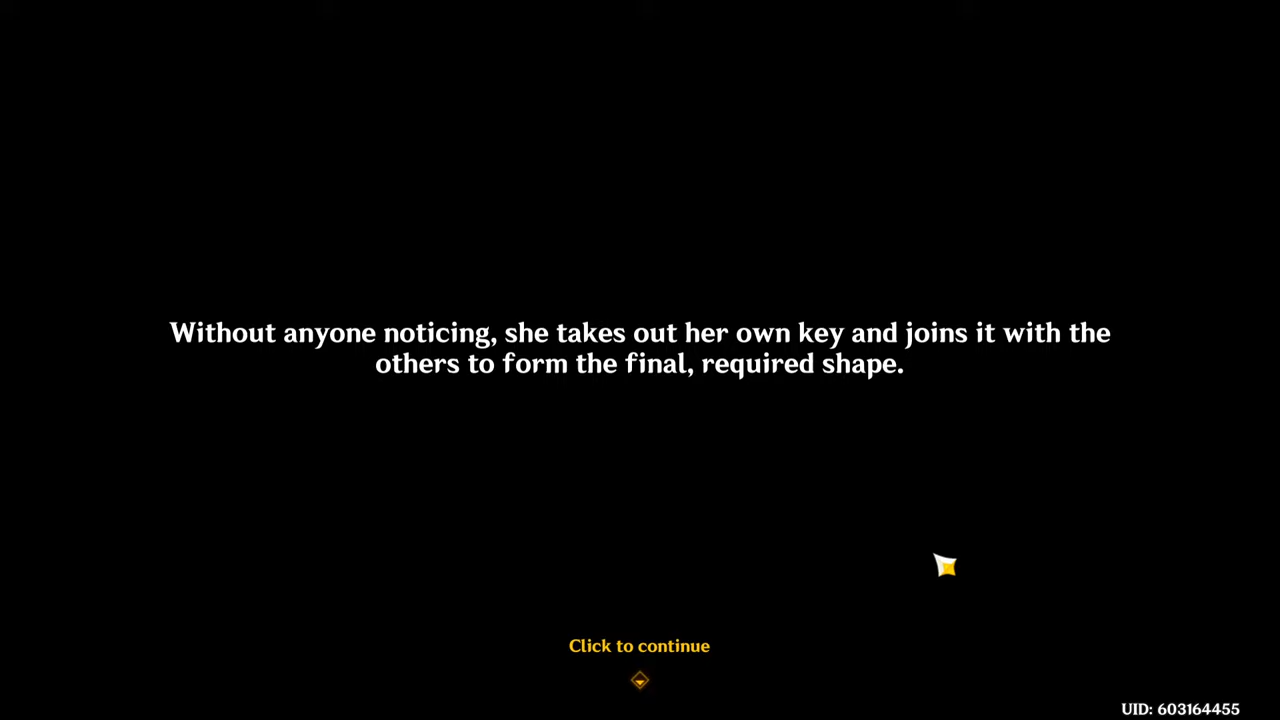 Without anyone noticing, she takes out her own key and joins it with the
others to form the final, required shape.
Click to continue
UID: 603164455